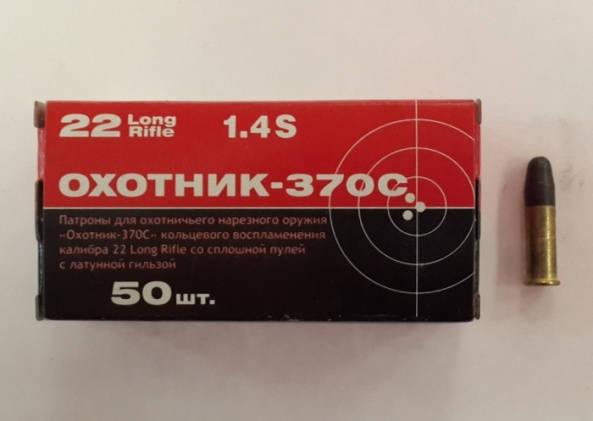 22 Long Rifle 1.4S
ОХОТНИК-370С
Патроны для охотничьего нарезного оружия
«Охотник-370С» кольцевого воспламенения
калибра 22 Long Rifle со сплошной пулей
с латунной гильзой
50 шт.